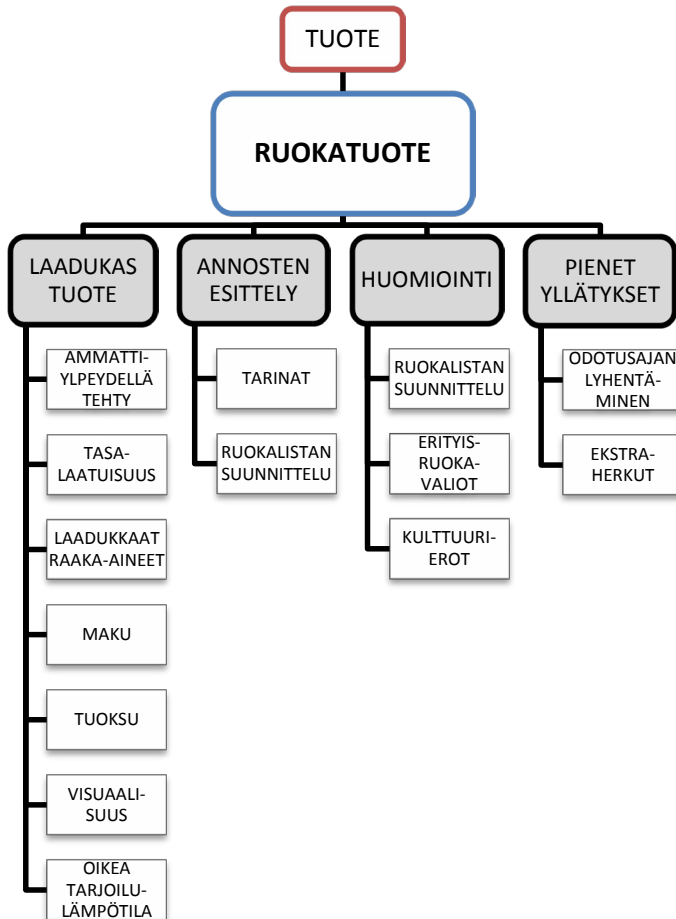 TUOTE
RUOKATUOTE
LAADUKAS
TUOTE
ANNOSTEN
ESITTELY
HUOMIOINTI
PIENET
YLLÄTYKSET
AMMATTI-
YLPEYDELLÄ
TEHTY
TASA-
LAATUISUUS
LAADUKKAAT
RAAKA-AINEET
MAKU
TUOKSU
VISUAALI-
SUUS
OIKEA
TARJOILU-
LÄMPÖTILA
TARINAT
RUOKALISTAN
SUUNNITTELU
RUOKALISTAN
SUUNNITTELU
ERITYIS-
RUOKA-
VALIOT
KULTTUURI-
EROT
ODOTUSAJAN
LYHENTÄ-
MINEN
EKSTRA-
HERKUT